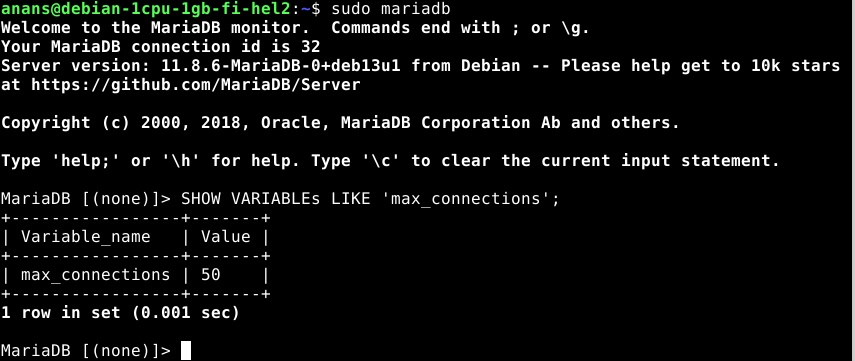 anans@debian-1cpu-1gb-fi-hel2:~$ sudo mariadb
Welcome to the MariaDB monitor.  Commands end with ; or \g.
Your MariaDB connection id is 32
Server version: 11.8.6-MariaDB-0+deb13u1 from Debian -- Please help get to 10k stars
at https://github.com/MariaDB/Server

Copyright (c) 2000, 2018, Oracle, MariaDB Corporation Ab and others.

Type 'help;' or '\h' for help. Type '\c' to clear the current input statement.

MariaDB [(none)]> SHOW VARIABLEs LIKE 'max_connections';
+-----------------+-------+
| Variable_name   | Value |
+-----------------+-------+
| max_connections | 50    |
+-----------------+-------+
1 row in set (0.001 sec)

MariaDB [(none)]>